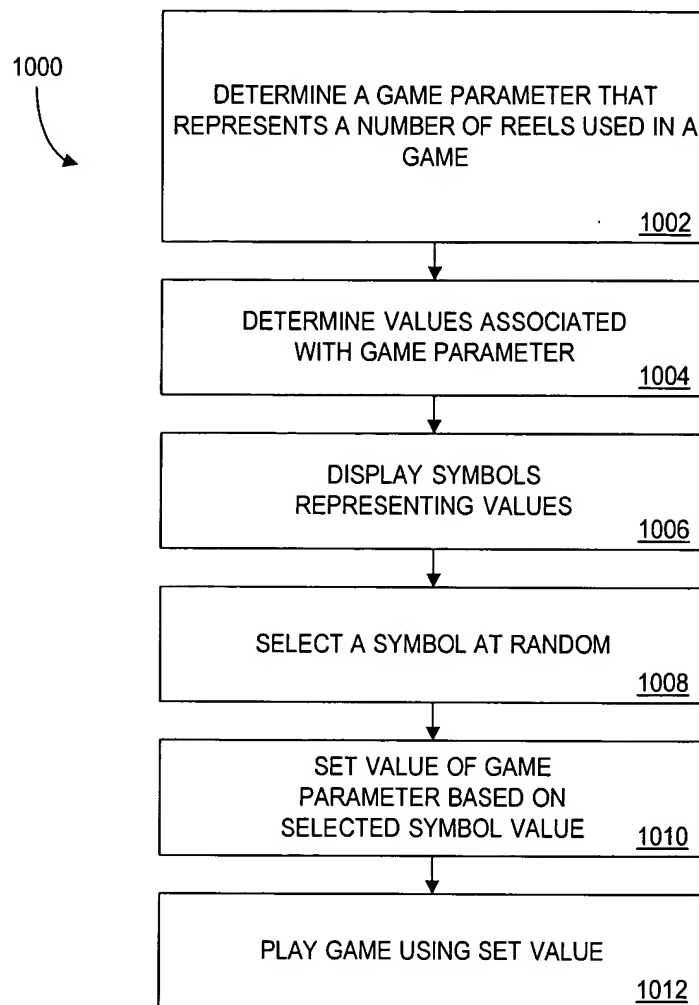 1000
DETERMINE A GAME PARAMETER THAT
REPRESENTS A NUMBER OF REELS USED IN A
GAME
1002
DETERMINE VALUES ASSOCIATED
WITH GAME PARAMETER
1004
DISPLAY SYMBOLS
REPRESENTING VALUES
1006
SELECT A SYMBOL AT RANDOM
1008
SET VALUE OF GAME
PARAMETER BASED ON
SELECTED SYMBOL VALUE
1010
PLAY GAME USING SET VALUE
1012